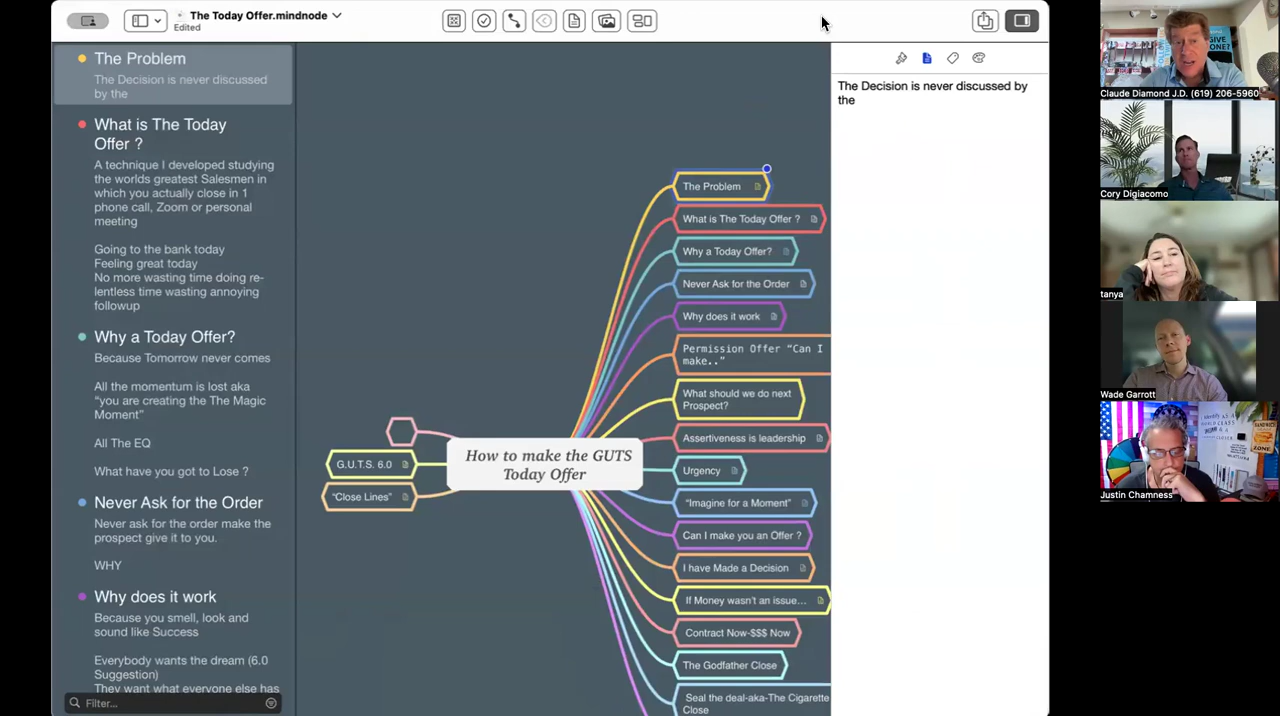 The Today Offer.mindnode
Edited
The Problem
The Decision is never discussed
by the
What is The Today
Offer ?
A technique I developed studying
the worlds greatest Salesmen in
which you actually close in 1
phone call, Zoom or personal
meeting
Going to the bank today
Feeling great today
No more wasting time doing re-
lentless time wasting annoying
followup
Why a Today Offer?
Because Tomorrow never comes
All the momentum is lost aka
“you are creating the The Magic
Moment”
All The EQ
What have you got to Lose ?
Never Ask for the Order
Never ask for the order make the
prospect give it to you.
WHY
Why does it work
Because you smell, look and
sound like Success
Everybody wants the dream (6.0
Suggestion)
They want what everyone else has
Filter...
G.U.T.S. 6.0
“Close Lines”
How to make the GUTS
Today Offer
The Problem
What is The Today Offer ?
Why a Today Offer?
Never Ask for the Order
Why does it work
Permission Offer “Can I
make..”
What should we do next
Prospect?
Assertiveness is leadership
Urgency
“Imagine for a Moment”
Can I make you an Offer ?
I have Made a Decision
If Money wasn't an issue...
Contract Now-$$$ Now
The Godfather Close
Seal the deal-aka-The Cigarette
Close
The Decision is never discussed by
the
GIVE
Claude Diamond J.D. (619) 206-5960
Cory Digiacomo
tanya
Wade Garrott
Justin Chamness